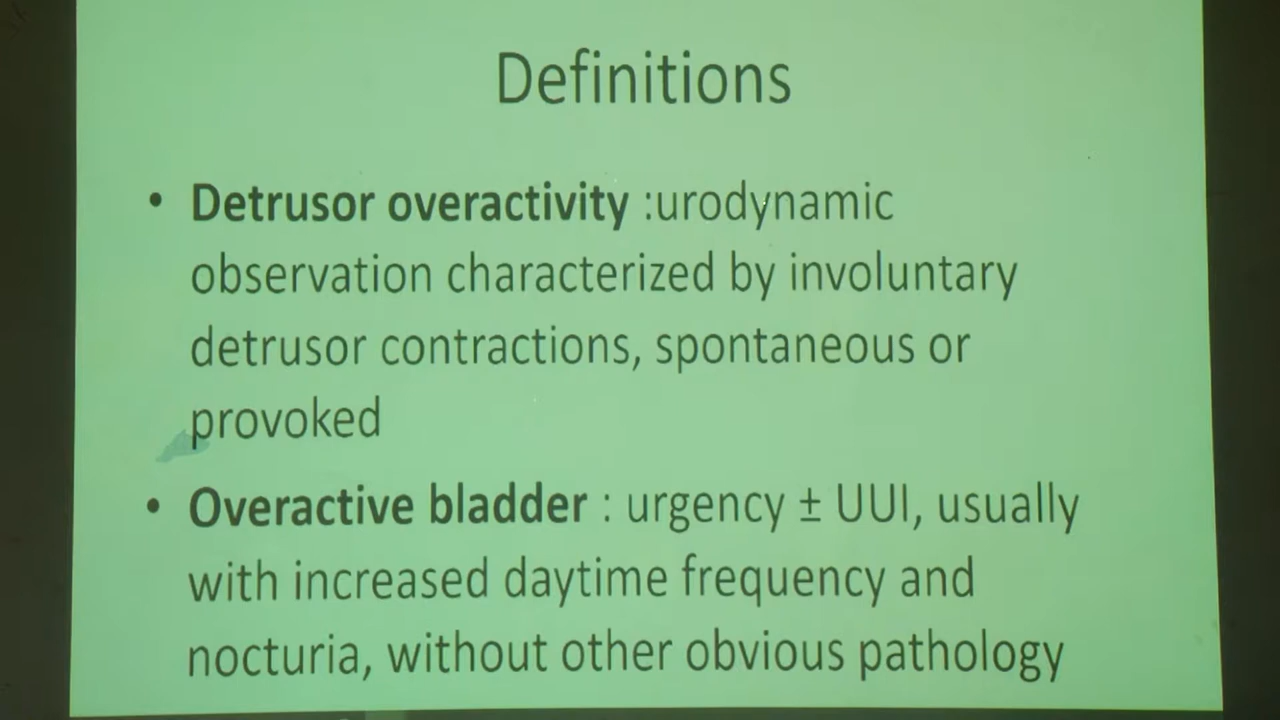 Definitions
• Detrusor overactivity :urodynamic
observation characterized by involuntary
detrusor contractions, spontaneous or
provoked
• Overactive bladder : urgency ± UUI, usually
with increased daytime frequency and
nocturia, without other obvious pathology